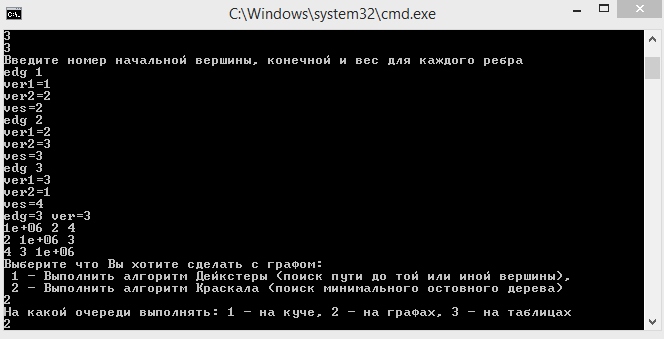 C:\Windows\system32\cmd.exe
3
3
Введите номер начальной вершины, конечной и вес для каждого ребра
edg 1
ver1=1
ver2=2
ves=2
edg 2
ver1=2
ver2=3
ves=3
edg 3
ver1=3
ver2=1
ves=4
edg=3 ver=3
1e+06 2 4
2 1e+06 3
4 3 1e+06
Выберите что Вы хотите сделать с графом:
1 - Выполнить алгоритм Дейкстеры (поиск пути до той или иной вершины),
2 - Выполнить алгоритм Краскала (поиск минимального остовного дерева)
2
На какой очереди выполнять: 1 - на куче, 2 - на графах, 3 - на таблицах
2